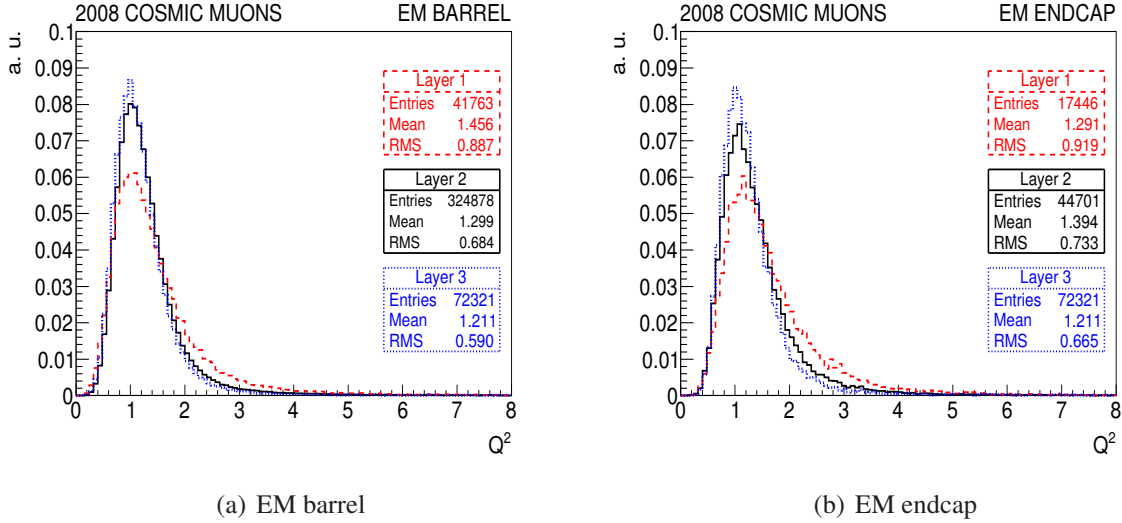 2008 COSMIC MUONS EM BARREL
a. u.
0.1
0.09
0.08
0.07
0.06
0.05
0.04
0.03
0.02
0.01
0
0 1 2 3 4 5 6 7 8
Q²
Layer 1
Entries 41763
Mean 1.456
RMS 0.887
Layer 2
Entries 324878
Mean 1.299
RMS 0.684
Layer 3
Entries 72321
Mean 1.211
RMS 0.590
(a) EM barrel
2008 COSMIC MUONS EM ENDCAP
a. u.
0.1
0.09
0.08
0.07
0.06
0.05
0.04
0.03
0.02
0.01
0
0 1 2 3 4 5 6 7 8
Q²
Layer 1
Entries 17446
Mean 1.291
RMS 0.919
Layer 2
Entries 44701
Mean 1.394
RMS 0.733
Layer 3
Entries 72321
Mean 1.211
RMS 0.665
(b) EM endcap